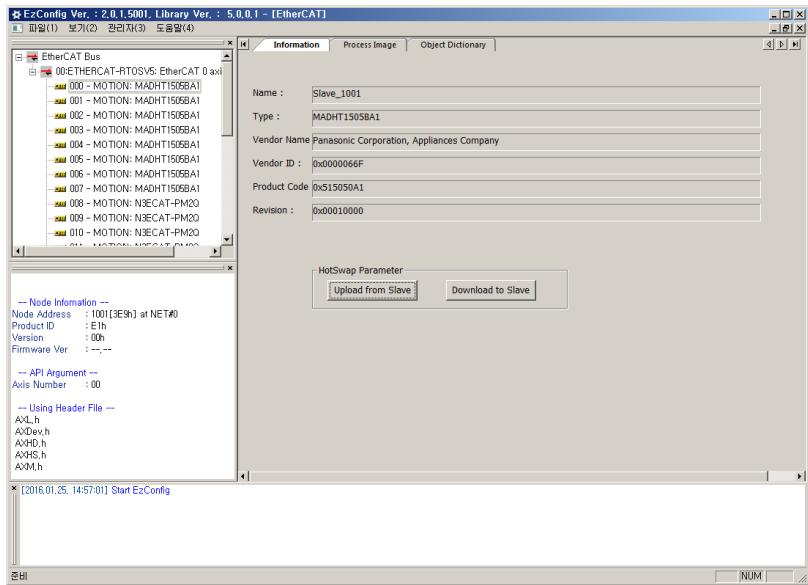 EzConfig Ver. : 2.0.1.5001, Library Ver. : 5.0.0.1 - [EtherCAT]
파일(1) 보기(2) 관리자(3) 도움말(4)
EtherCAT Bus
00:ETHERCAT-RTOSV5: EtherCAT 0 axi
000 - MOTION: MADHT1505BA1
001 - MOTION: MADHT1505BA1
002 - MOTION: MADHT1505BA1
003 - MOTION: MADHT1505BA1
004 - MOTION: MADHT1505BA1
005 - MOTION: MADHT1505BA1
006 - MOTION: MADHT1505BA1
007 - MOTION: MADHT1505BA1
008 - MOTION: N3ECAT-PM2Q
009 - MOTION: N3ECAT-PM2Q
010 - MOTION: N3ECAT-PM2Q
-- Node Infomation --
Node Address : 1001[3E9h] at NET#0
Product ID : E1h
Version : 00h
Firmware Ver : --.--
-- API Argument --
Axis Number : 00
-- Using Header File --
AXL.h
AXDev.h
AXHD.h
AXHS.h
AXM.h
Information Process Image Object Dictionary
Name : Slave_1001
Type : MADHT1505BA1
Vendor Name Panasonic Corporation, Appliances Company
Vendor ID : 0x0000066F
Product Code 0x515050A1
Revision : 0x00010000
HotSwap Parameter
Upload from Slave Download to Slave
[2016.01.25. 14:57:01] Start EzConfig
준비 NUM